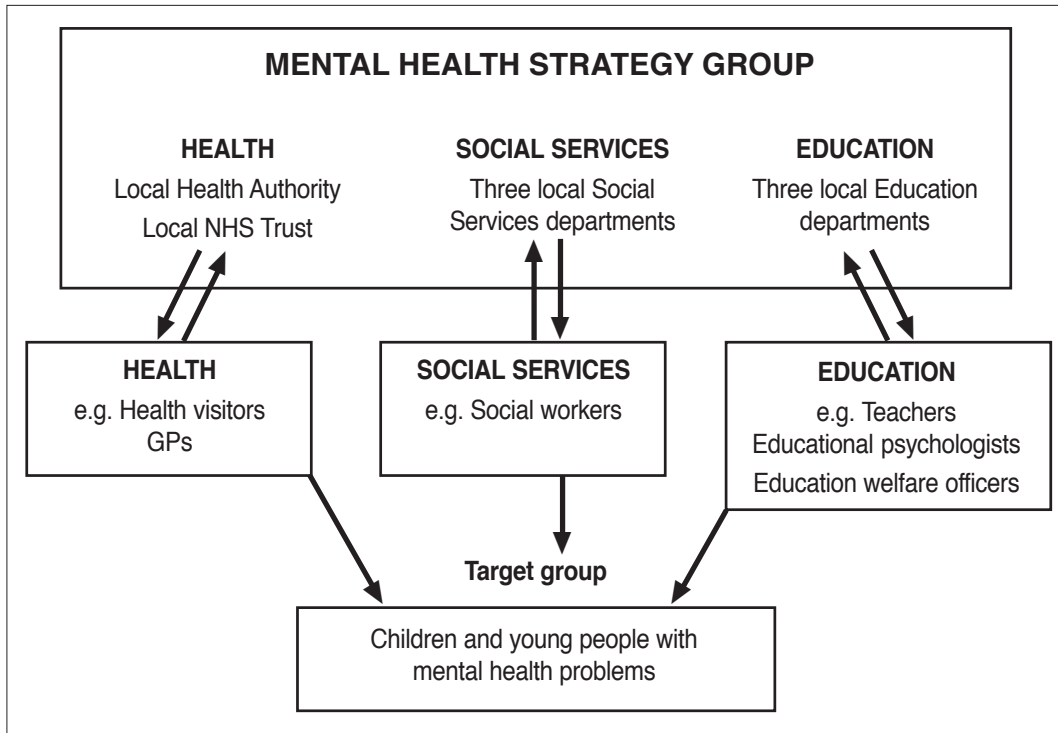 MENTAL HEALTH STRATEGY GROUP
HEALTH
Local Health Authority
Local NHS Trust
SOCIAL SERVICES
Three local Social
Services departments
EDUCATION
Three local Education
departments
HEALTH
e.g. Health visitors
GPs
SOCIAL SERVICES
e.g. Social workers
EDUCATION
e.g. Teachers
Educational psychologists
Education welfare officers
Target group
Children and young people with
mental health problems